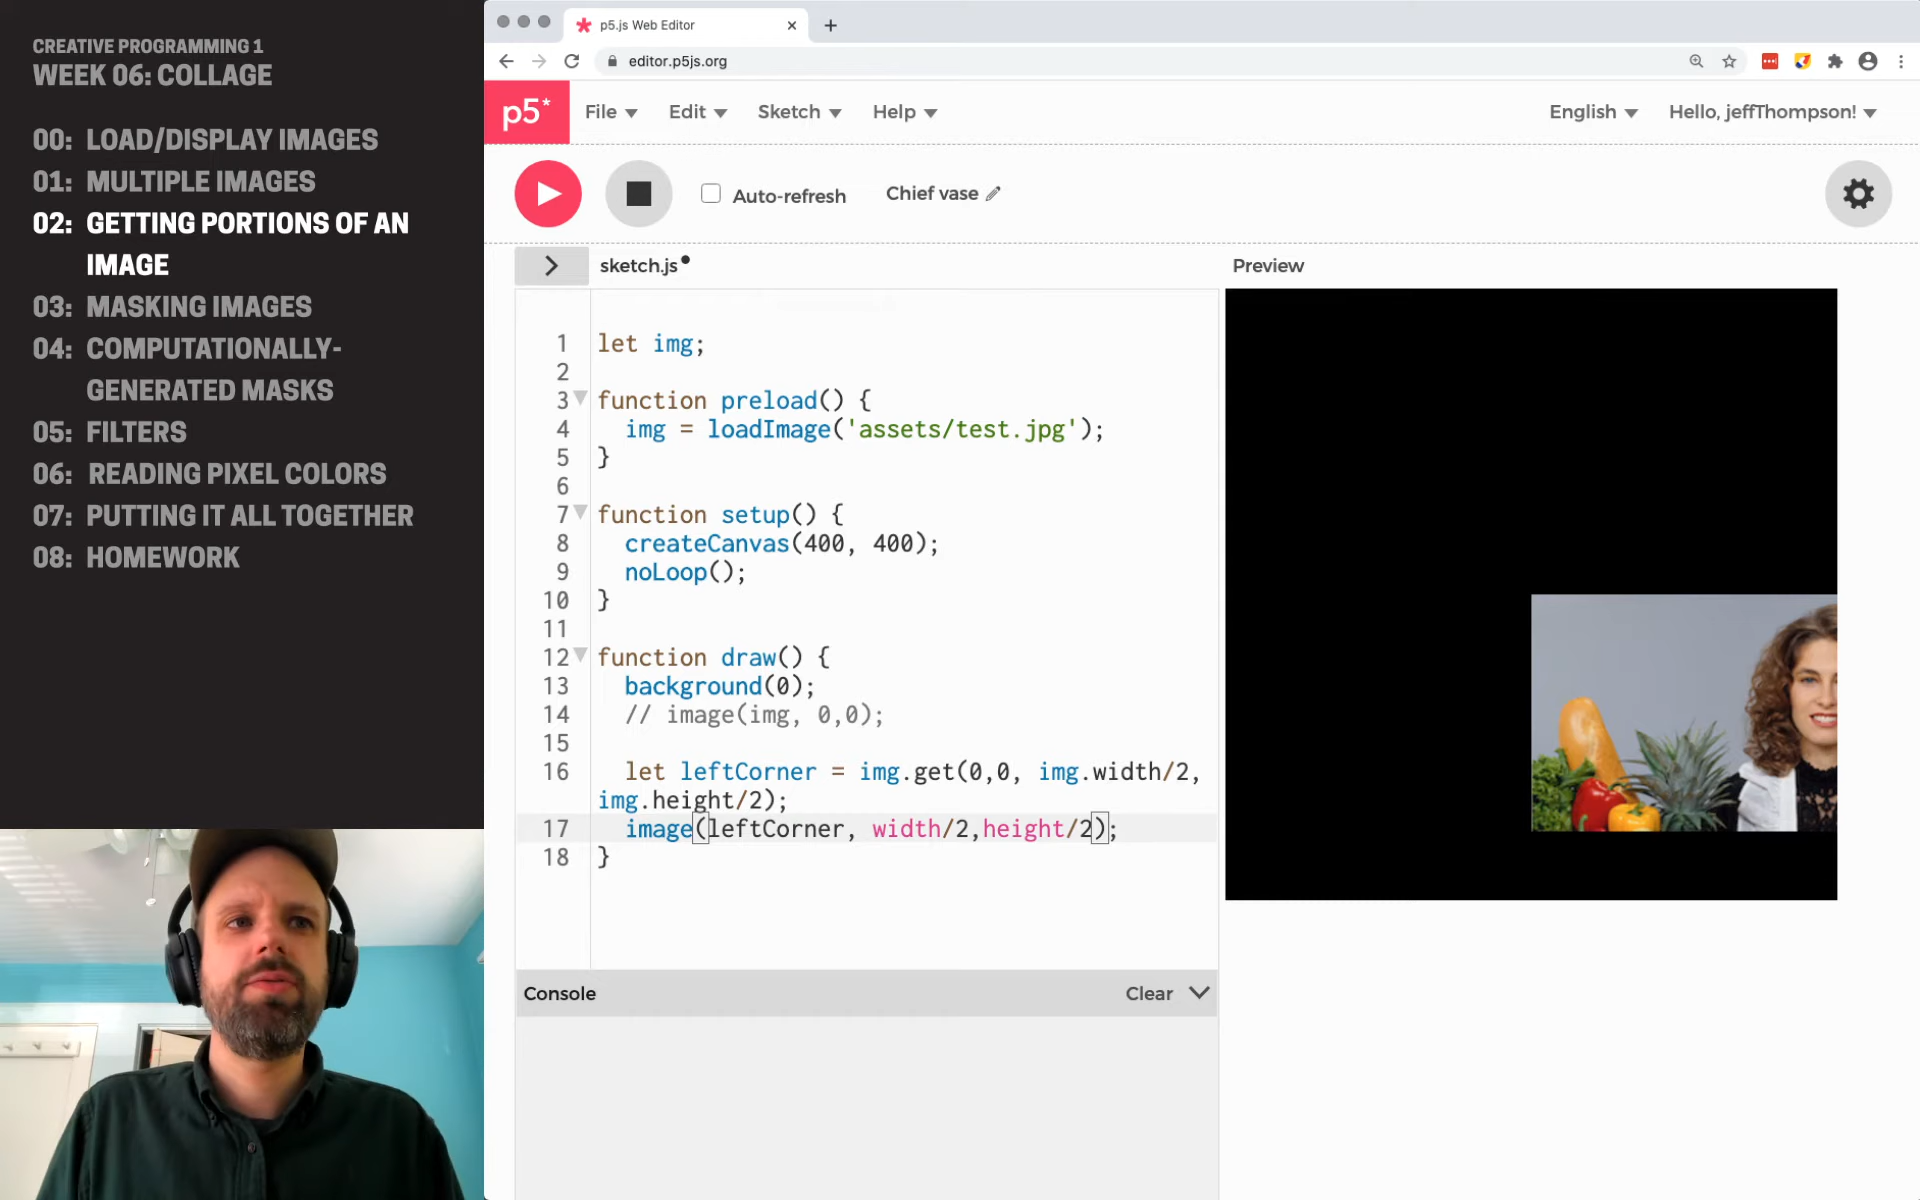 CREATIVE PROGRAMMING 1
WEEK 06: COLLAGE
00: LOAD/DISPLAY IMAGES
01: MULTIPLE IMAGES
02: GETTING PORTIONS OF AN
IMAGE
03: MASKING IMAGES
04: COMPUTATIONALLY-
GENERATED MASKS
05: FILTERS
06: READING PIXEL COLORS
07: PUTTING IT ALL TOGETHER
08: HOMEWORK
p5.js Web Editor
editor.p5js.org
p5* File Edit Sketch Help English Hello, jeffThompson!
Auto-refresh Chief vase
sketch.js
Preview
1 let img;
2
3 function preload() {
4 img = loadImage('assets/test.jpg');
5 }
6
7 function setup() {
8 createCanvas(400, 400);
9 noLoop();
10 }
11
12 function draw() {
13 background(0);
14 // image(img, 0,0);
15
16 let leftCorner = img.get(0,0, img.width/2,
img.height/2);
17 image(leftCorner, width/2,height/2);
18 }
Console
Clear